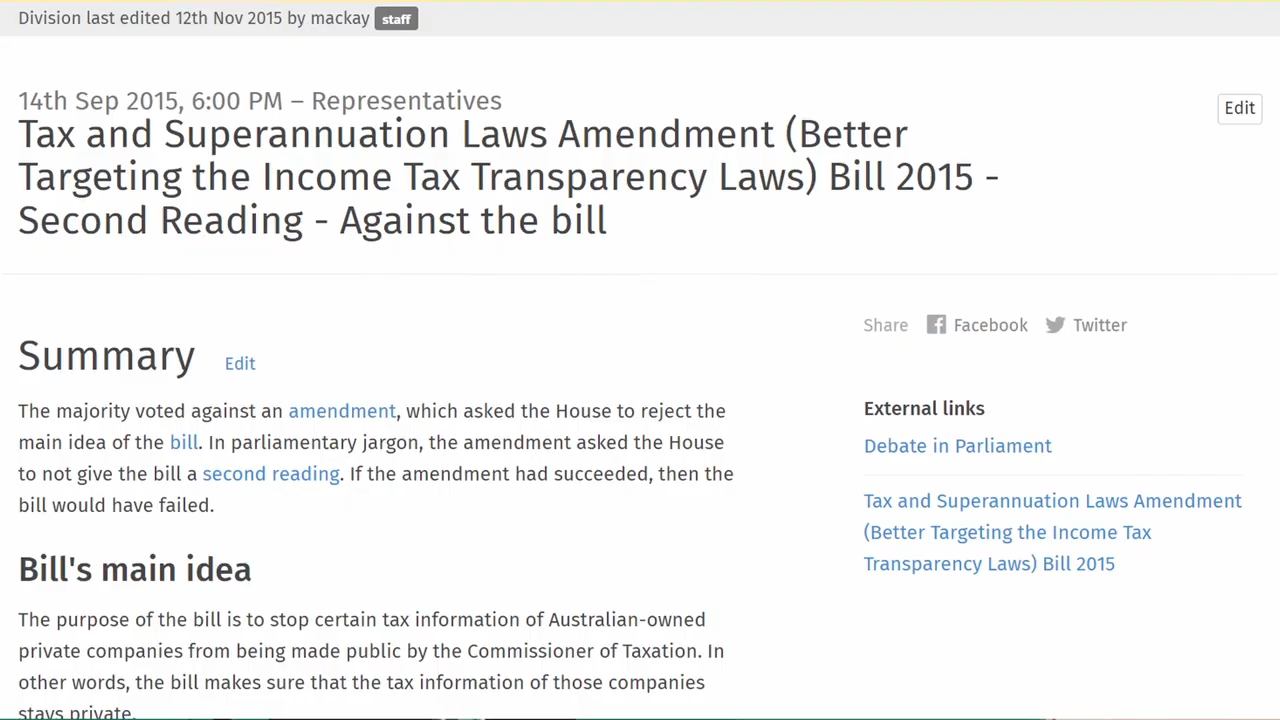 Division last edited 12th Nov 2015 by mackay staff
14th Sep 2015, 6:00 PM – Representatives
Edit
Tax and Superannuation Laws Amendment (Better
Targeting the Income Tax Transparency Laws) Bill 2015 -
Second Reading - Against the bill
Share Facebook Twitter
Summary Edit
The majority voted against an amendment, which asked the House to reject the
main idea of the bill. In parliamentary jargon, the amendment asked the House
to not give the bill a second reading. If the amendment had succeeded, then the
bill would have failed.
Bill's main idea
The purpose of the bill is to stop certain tax information of Australian-owned
private companies from being made public by the Commissioner of Taxation. In
other words, the bill makes sure that the tax information of those companies
stays private.
External links
Debate in Parliament
Tax and Superannuation Laws Amendment
(Better Targeting the Income Tax
Transparency Laws) Bill 2015